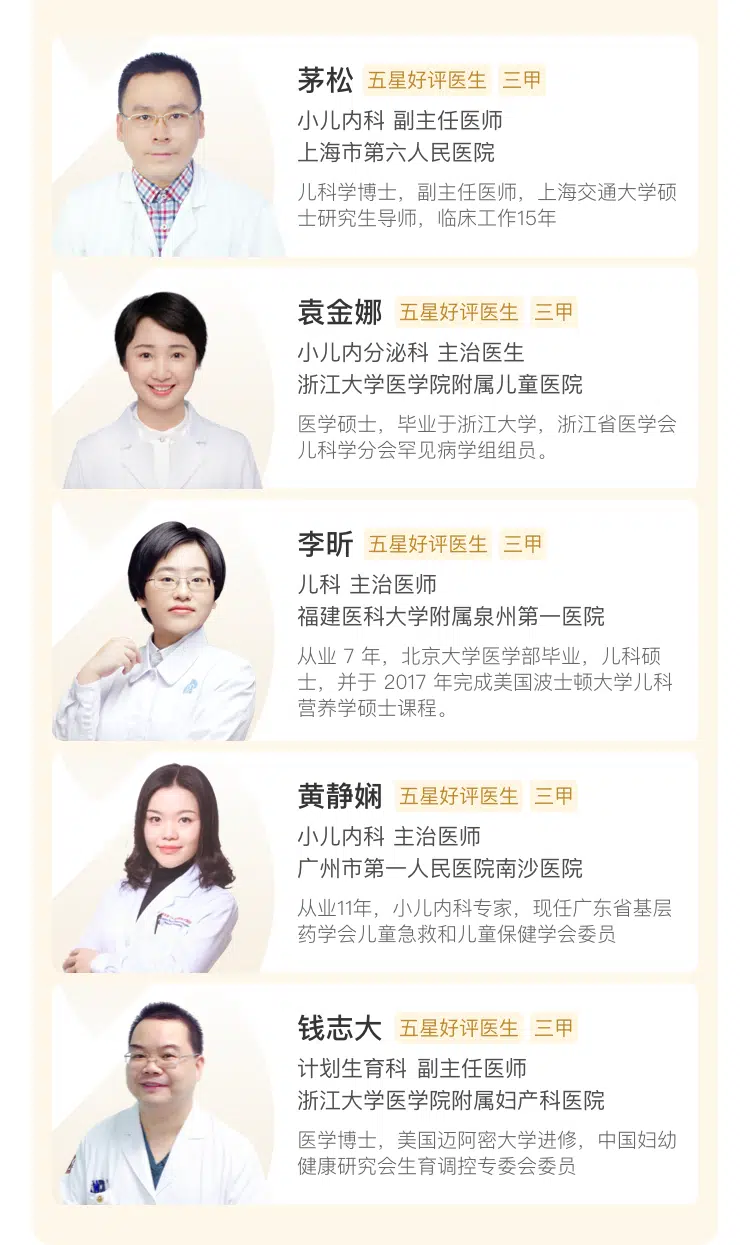 茅松 五星好评医生 三甲
小儿内科 副主任医师
上海市第六人民医院
儿科学博士，副主任医师，上海交通大学硕
士研究生导师，临床工作15年
袁金娜 五星好评医生 三甲
小儿内分泌科 主治医生
浙江大学医学院附属儿童医院
医学硕士，毕业于浙江大学，浙江省医学会
儿科学分会罕见病学组组员。
李昕 五星好评医生 三甲
儿科 主治医师
福建医科大学附属泉州第一医院
从业 7 年，北京大学医学部毕业，儿科硕
士，并于 2017 年完成美国波士顿大学儿科
营养学硕士课程。
黄静娴 五星好评医生 三甲
小儿内科 主治医师
广州市第一人民医院南沙医院
从业11年，小儿内科专家，现任广东省基层
药学会儿童急救和儿童保健学会委员
钱志大 五星好评医生 三甲
计划生育科 副主任医师
浙江大学医学院附属妇产科医院
医学博士，美国迈阿密大学进修，中国妇幼
健康研究会生育调控专委会委员